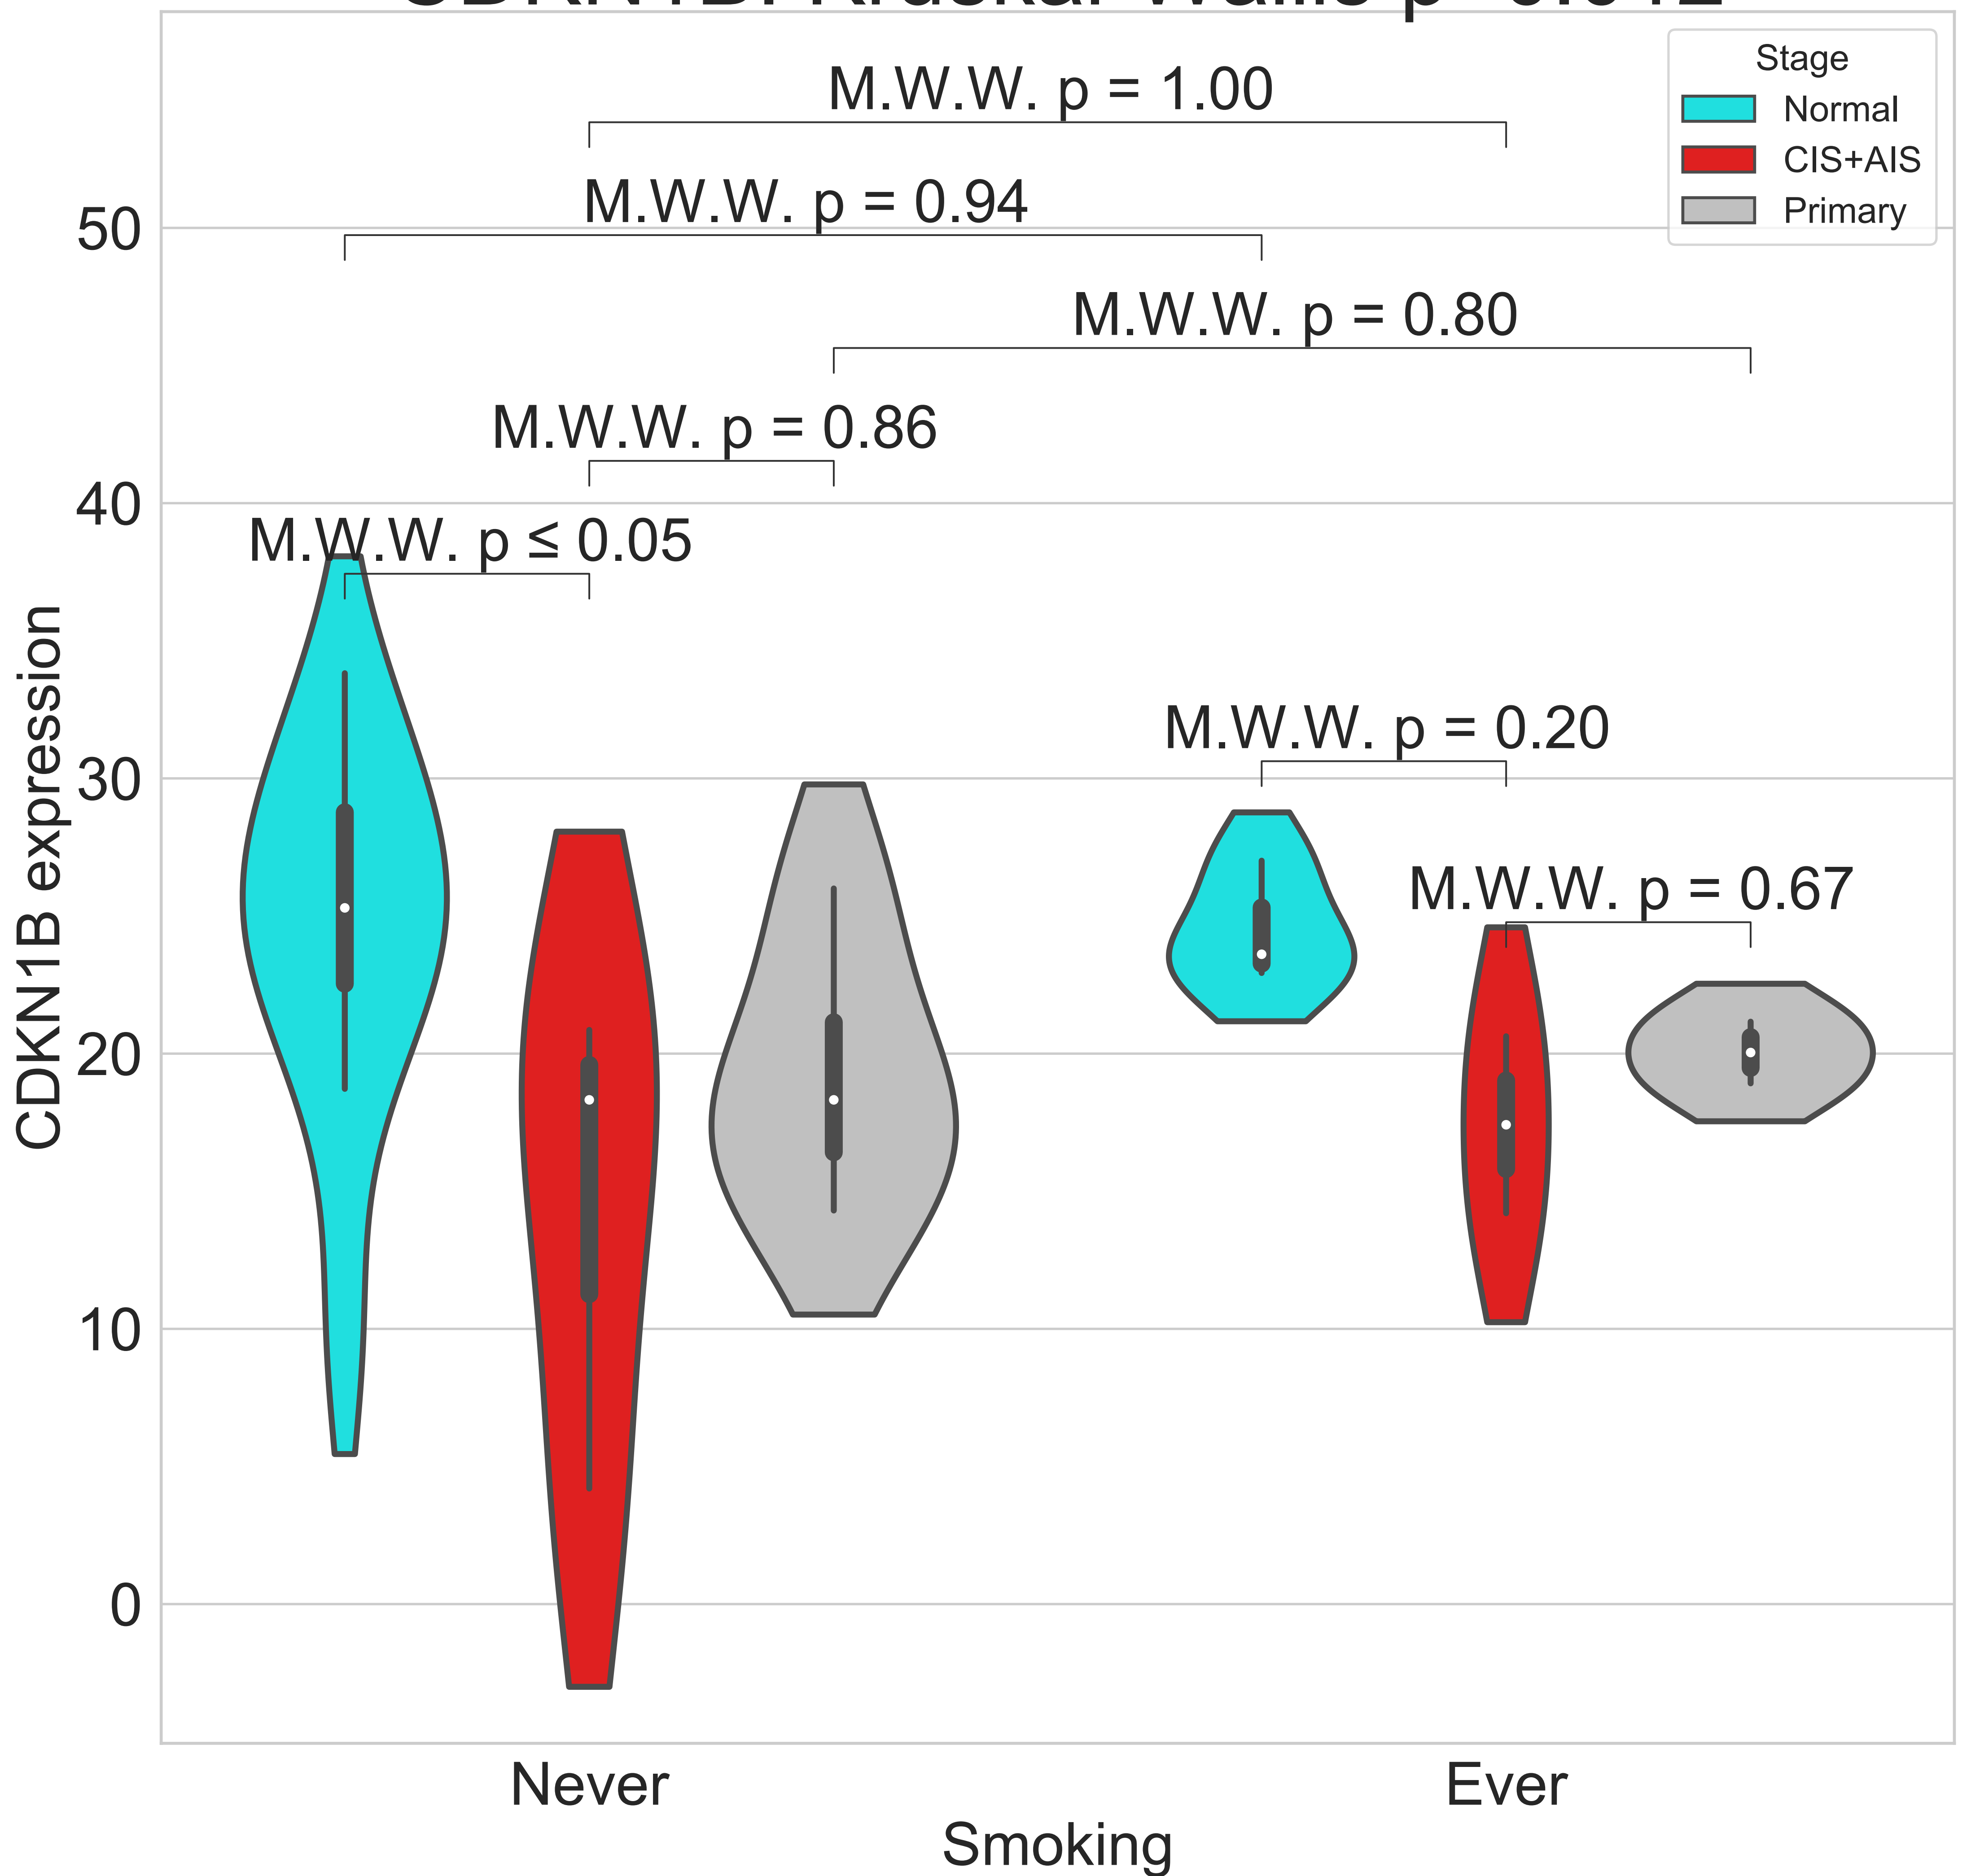 Stage
Normal
CIS+AIS
Primary
M.W.W. p = 1.00
M.W.W. p = 0.94
M.W.W. p = 0.80
M.W.W. p = 0.86
M.W.W. p ≤ 0.05
M.W.W. p = 0.20
M.W.W. p = 0.67
CDKN1B expression
50
40
30
20
10
0
Never
Ever
Smoking